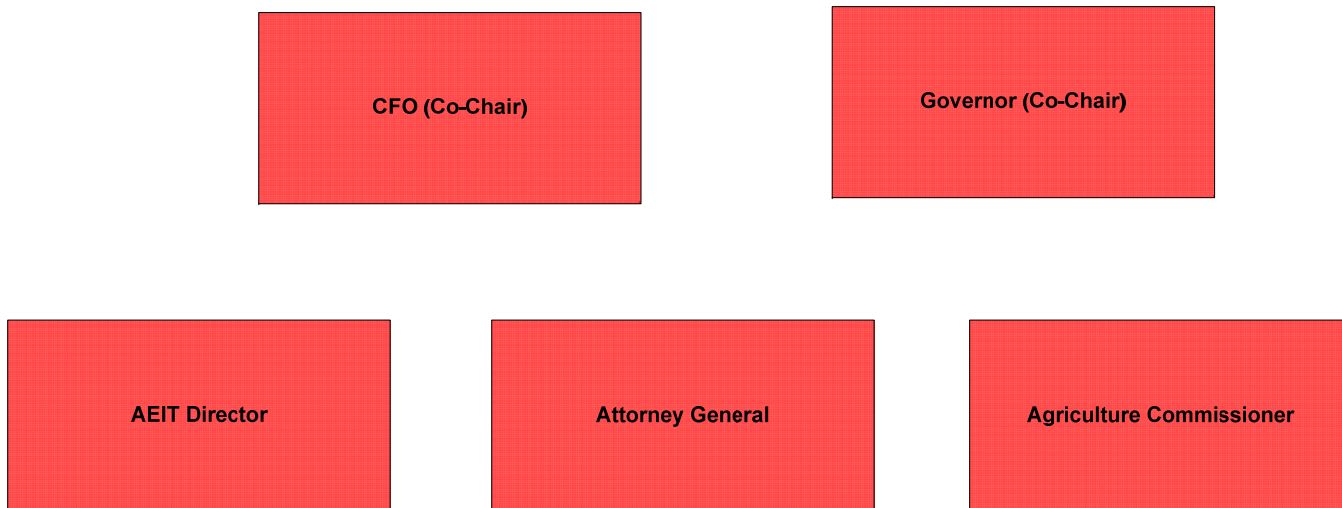 CFO (Co-Chair)
Governor (Co-Chair)
AEIT Director
Attorney General
Agriculture Commissioner